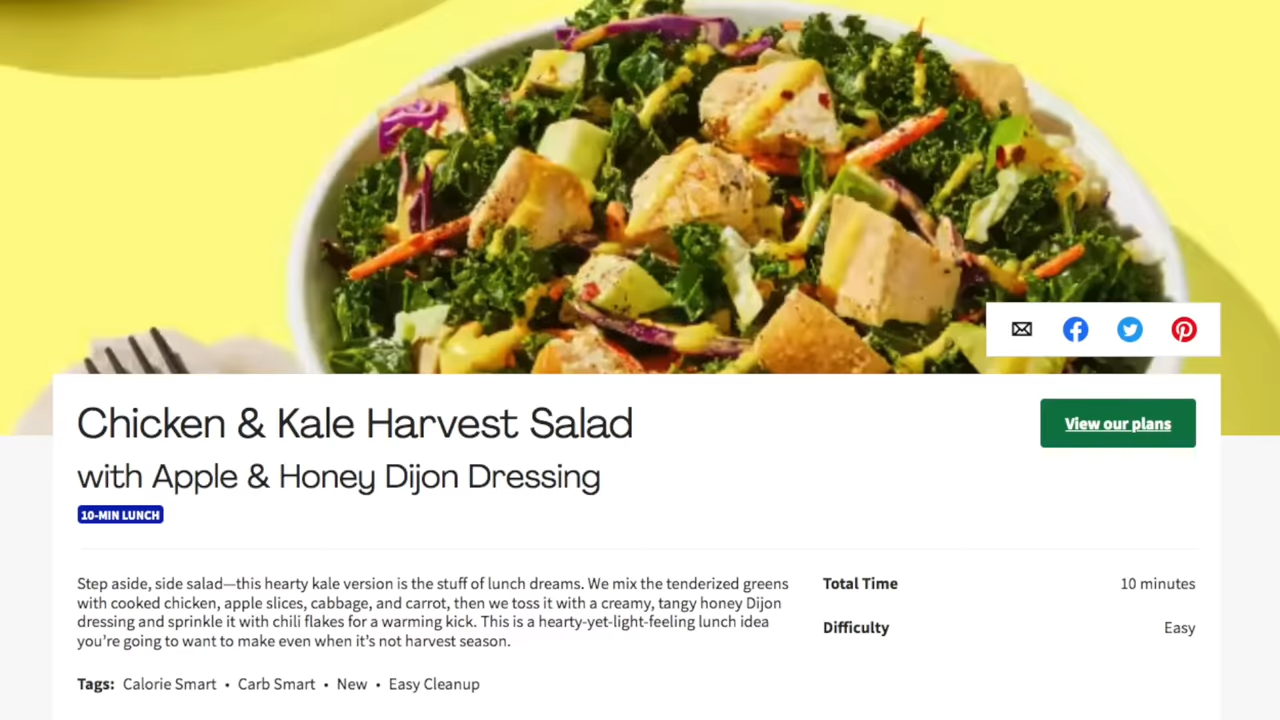 Chicken & Kale Harvest Salad
View our plans
with Apple & Honey Dijon Dressing
10-MIN LUNCH
Step aside, side salad—this hearty kale version is the stuff of lunch dreams. We mix the tenderized greens
with cooked chicken, apple slices, cabbage, and carrot, then we toss it with a creamy, tangy honey Dijon
dressing and sprinkle it with chili flakes for a warming kick. This is a hearty-yet-light-feeling lunch idea
you’re going to want to make even when it’s not harvest season.
Tags: Calorie Smart • Carb Smart • New • Easy Cleanup
Total Time 10 minutes
Difficulty Easy